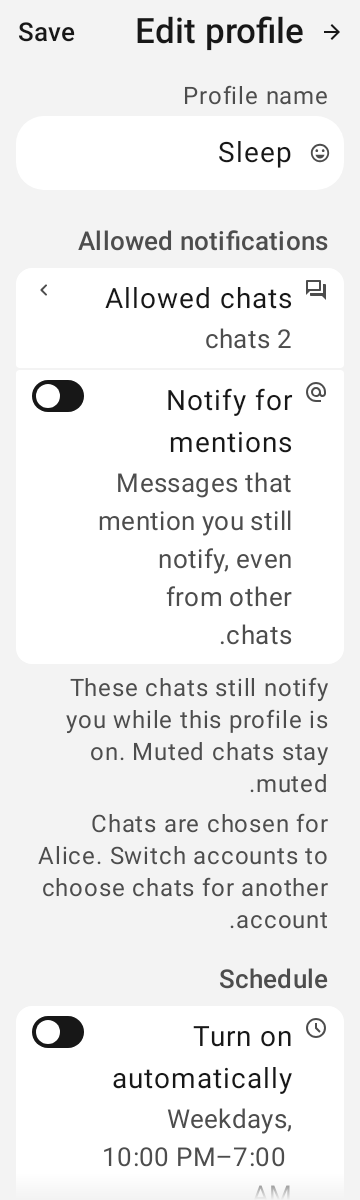 Edit profile
Save
Profile name
Sleep
Allowed notifications
Allowed chats
chats 2
Notify for
mentions
Messages that
mention you still
notify, even
from other
.chats
These chats still notify
you while this profile is
on. Muted chats stay
.muted
Chats are chosen for
Alice. Switch accounts to
choose chats for another
.account
Schedule
Turn on
automatically
Weekdays,
10:00 PM–7:00
AM